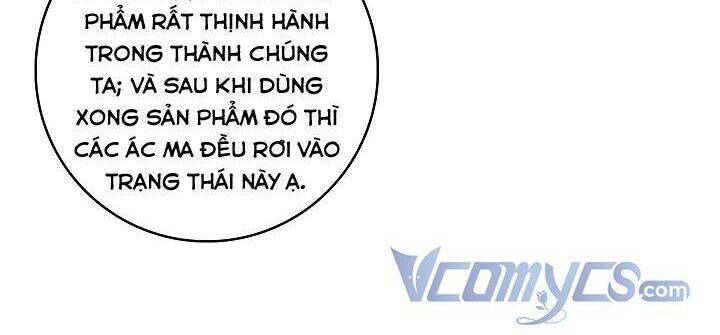 PHẨM RẤT THỊNH HÀNH
TRONG THÀNH CHÚNG
TA; VÀ SAU KHI DÙNG
XONG SẢN PHẨM ĐÓ THÌ
CÁC ÁC MA ĐỀU RƠI VÀO
TRẠNG THÁI NÀY Ạ.
VCOMYCS.com